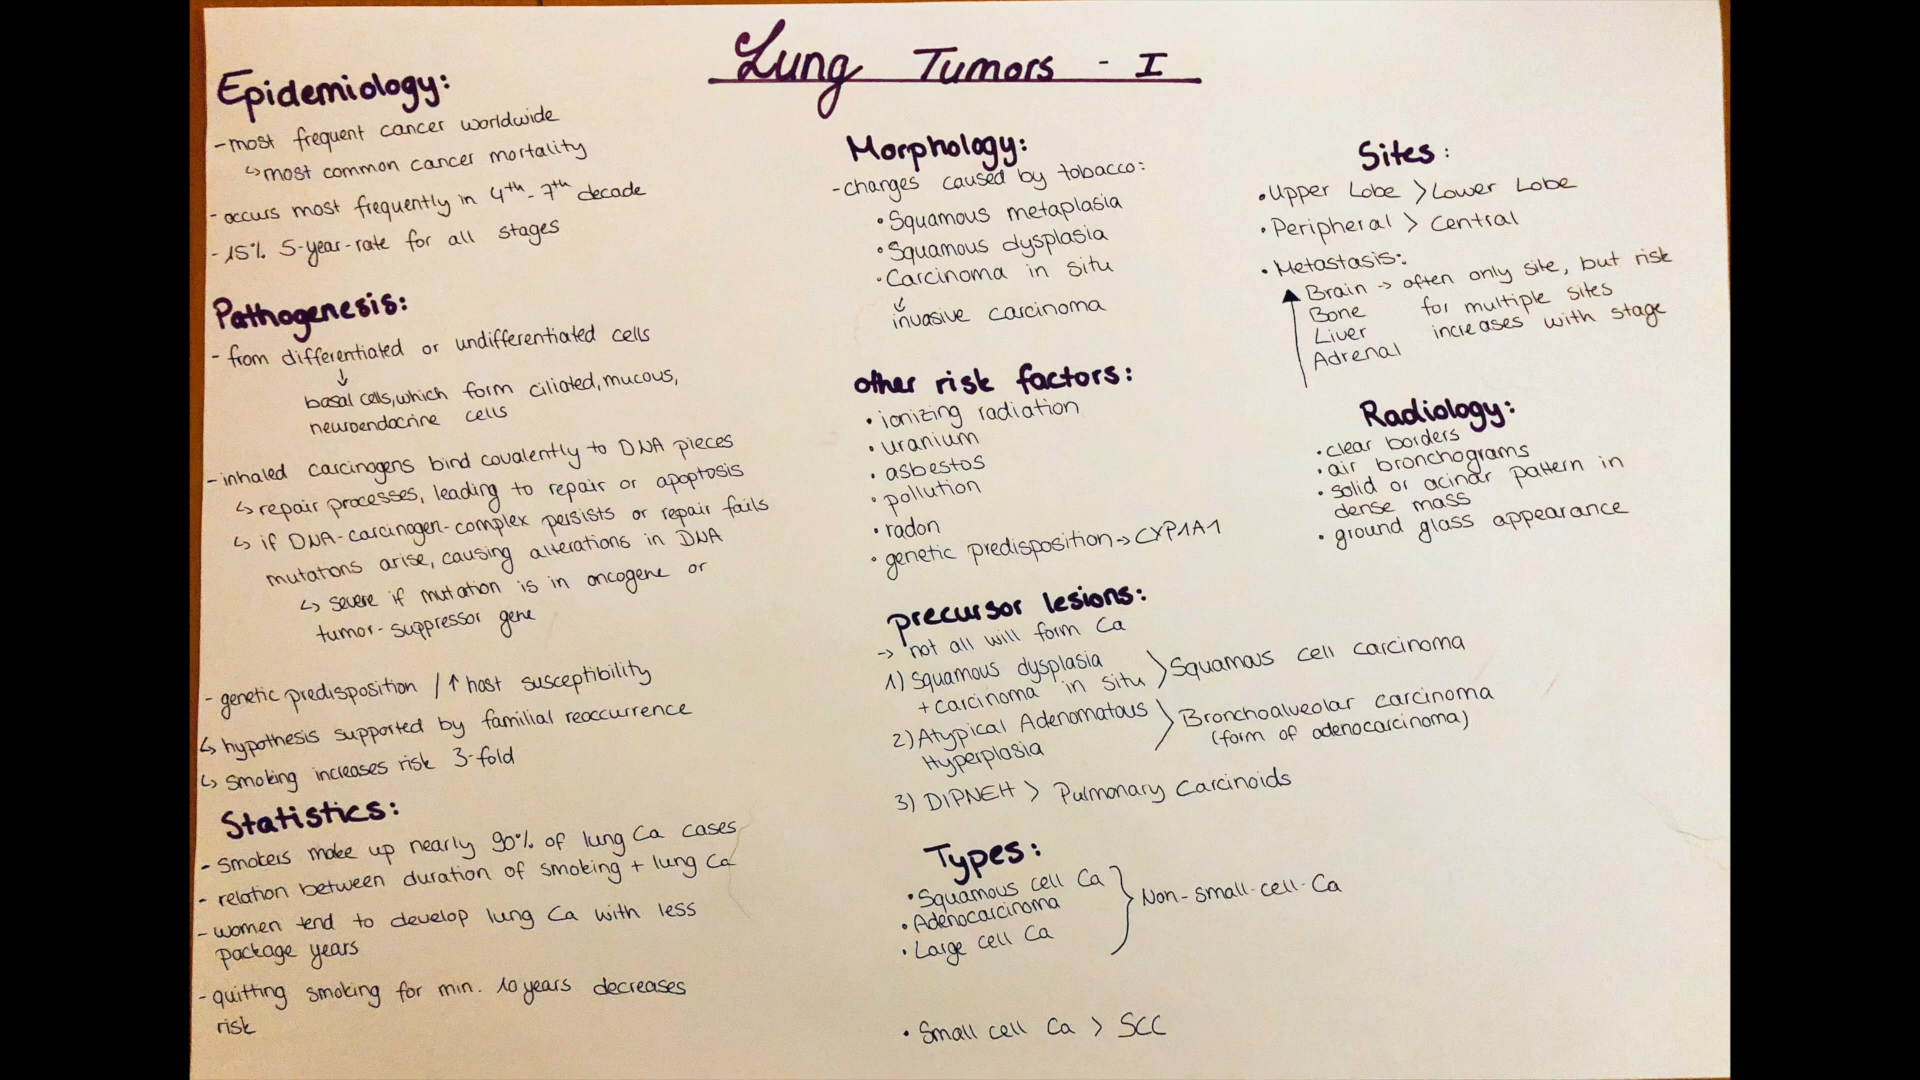 Lung Tumors - I
Epidemiology:
- most frequent cancer worldwide
↳ most common cancer mortality
- occurs most frequently in 4th - 7th decade
- 15% 5-year-rate for all stages
Pathogenesis:
- from differentiated or undifferentiated cells
↓
basal cells, which form ciliated, mucous,
neuroendocrine cells
- inhaled carcinogens bind covalently to DNA pieces
↳ repair processes, leading to repair or apoptosis
↳ if DNA-carcinogen-complex persists or repair fails
mutations arise, causing alterations in DNA
↳ severe if mutation is in oncogene or
tumor-suppressor gene
- genetic predisposition / ↑ host susceptibility
↳ hypothesis supported by familial reoccurrence
↳ smoking increases risk 3-fold
Statistics:
- smokers make up nearly 90% of lung Ca cases
- relation between duration of smoking + lung Ca
- women tend to develop lung Ca with less
package years
- quitting smoking for min. 10 years decreases
risk
Morphology:
- changes caused by tobacco:
• Squamous metaplasia
• Squamous dysplasia
• Carcinoma in situ
↓
invasive carcinoma
other risk factors:
• ionizing radiation
• uranium
• asbestos
• pollution
• radon
• genetic predisposition → CYP1A1
precursor lesions:
→ not all will form Ca
1) Squamous dysplasia
+ carcinoma in situ > Squamous cell carcinoma
2) Atypical Adenomatous
Hyperplasia > Bronchoalveolar carcinoma
(form of adenocarcinoma)
3) DIPNEH > Pulmonary Carcinoids
Types:
• Squamous cell Ca
• Adenocarcinoma
• Large cell Ca } Non-small-cell-Ca
• Small cell Ca > SCC
Sites:
• Upper Lobe > Lower Lobe
• Peripheral > Central
• Metastasis:
Brain → often only site, but risk
Bone for multiple sites
Liver increases with stage
Adrenal
Radiology:
• clear borders
• air bronchograms
• solid or acinar pattern in
dense mass
• ground glass appearance